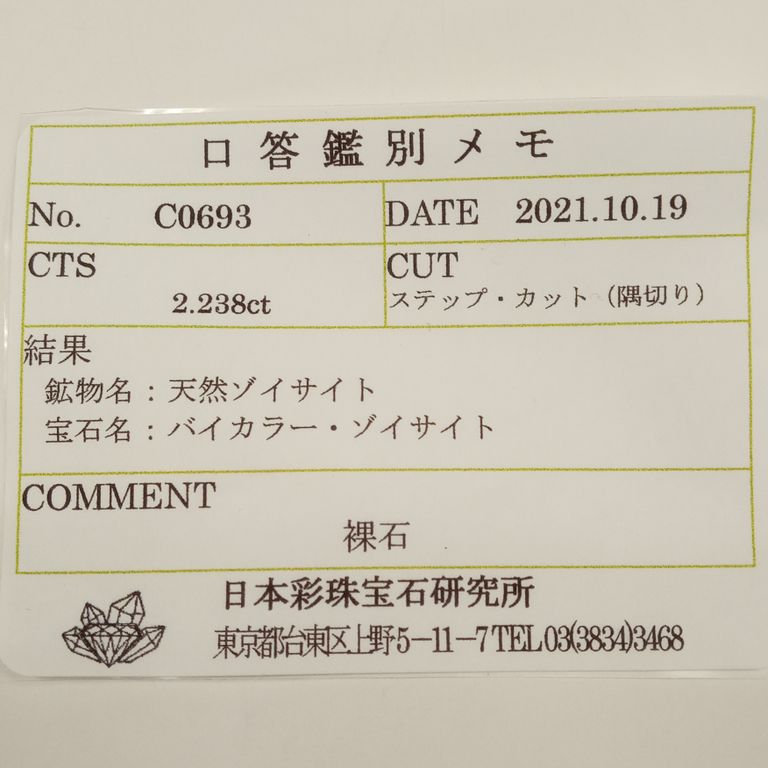 口答鑑別メモ
No. C0693
DATE 2021.10.19
CTS
2.238ct
CUT
ステップ・カット（隅切り）
結果
鉱物名：天然ゾイサイト
宝石名：バイカラー・ゾイサイト
COMMENT
裸石
日本彩珠宝石研究所
東京都台東区上野5－11－7 TEL 03(3834)3468